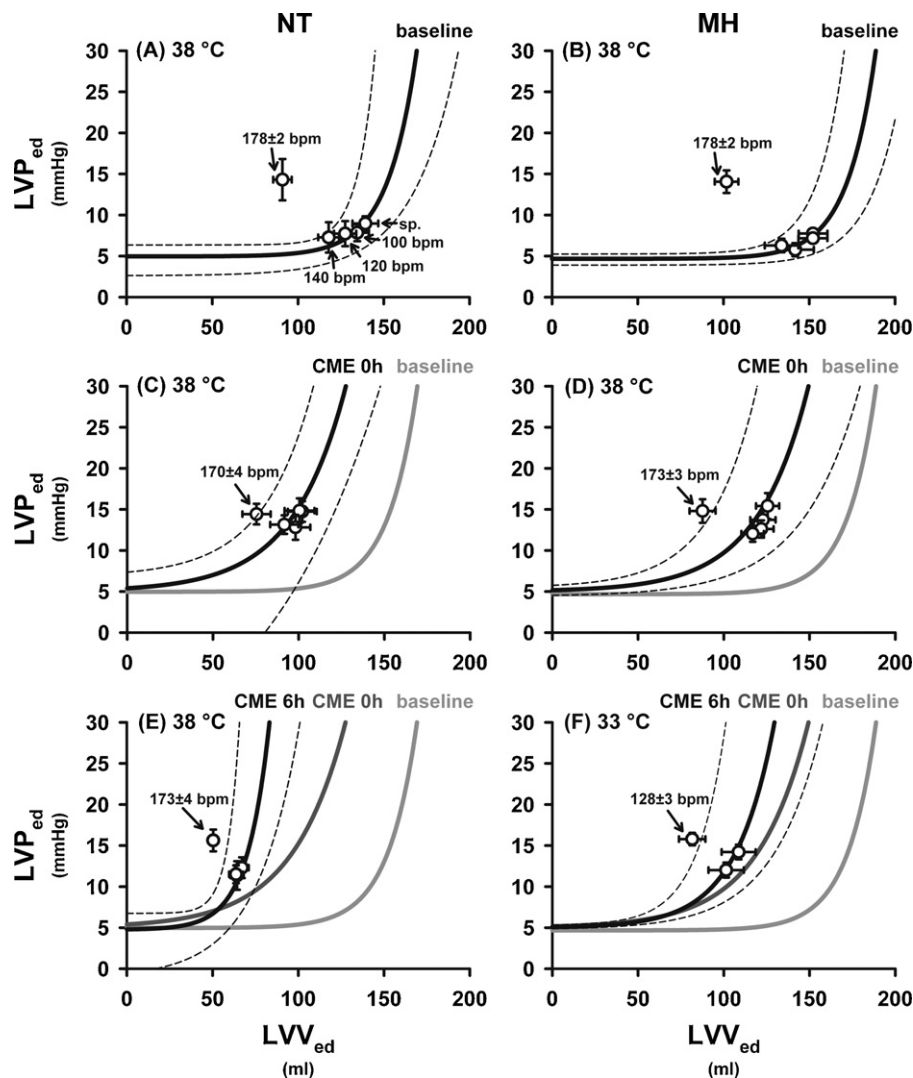 NT
MH
(A) 38 °C
baseline
30
25
20
15
10
5
0
178±2 bpm
sp.
100 bpm
120 bpm
140 bpm
0
50
100
150
200
LVPed
(mmHg)
(B) 38 °C
baseline
30
25
20
15
10
5
0
178±2 bpm
0
50
100
150
200
CME 0h
baseline
(C) 38 °C
30
25
20
15
10
5
0
170±4 bpm
0
50
100
150
200
LVPed
(mmHg)
CME 0h
baseline
(D) 38 °C
30
25
20
15
10
5
0
173±3 bpm
0
50
100
150
200
CME 6h CME 0h baseline
(E) 38 °C
30
25
20
15
10
5
0
173±4 bpm
0
50
100
150
200
LVPed
(mmHg)
LVVed
(ml)
CME 6h CME 0h baseline
(F) 33 °C
30
25
20
15
10
5
0
128±3 bpm
0
50
100
150
200
LVVed
(ml)